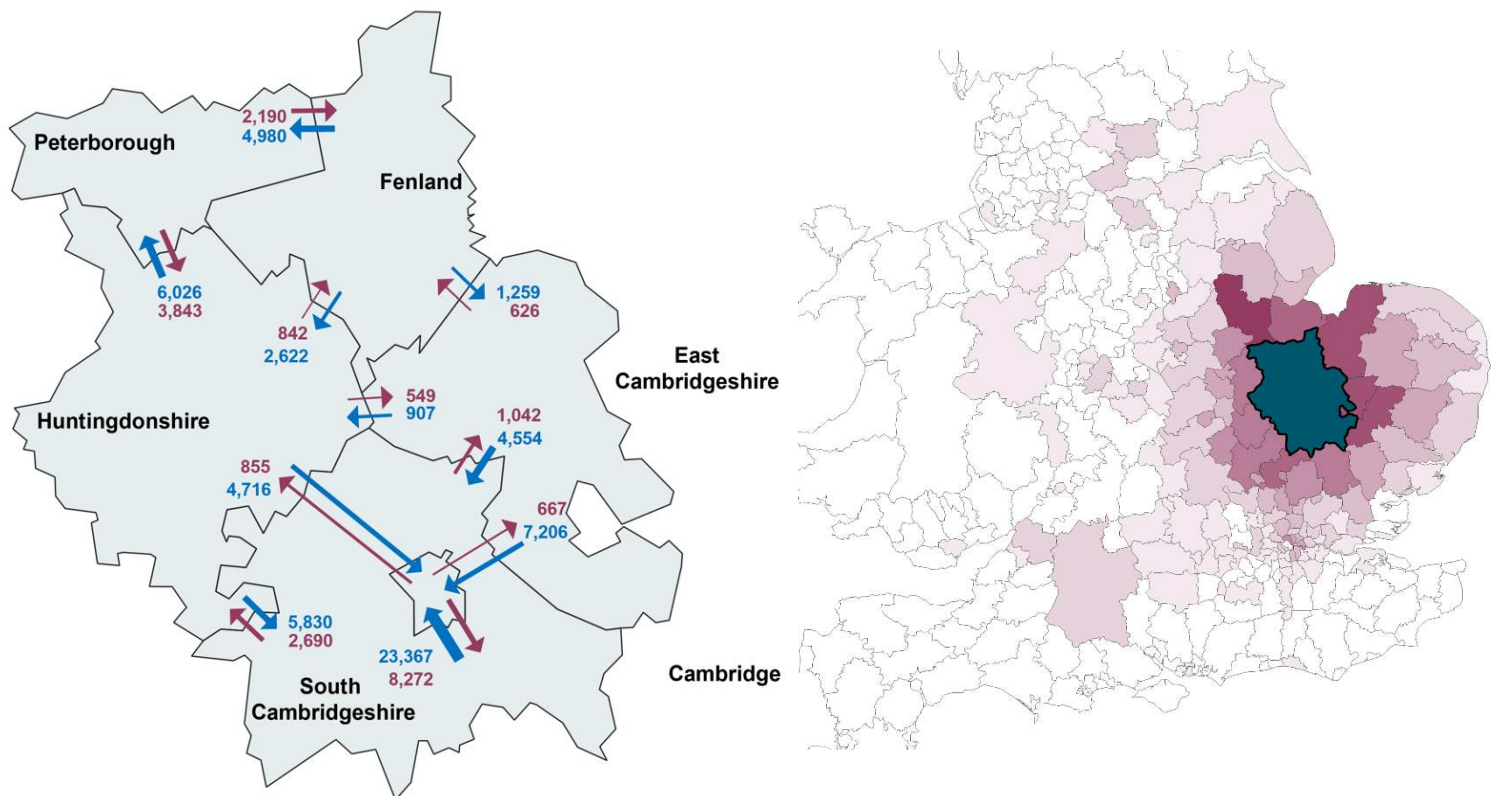 2,190
4,980
Peterborough
Fenland
6,026
3,843
1,259
626
842
2,622
East
Cambridgeshire
549
907
Huntingdonshire
1,042
4,554
855
4,716
667
7,206
5,830
2,690
23,367
8,272
Cambridge
South
Cambridgeshire